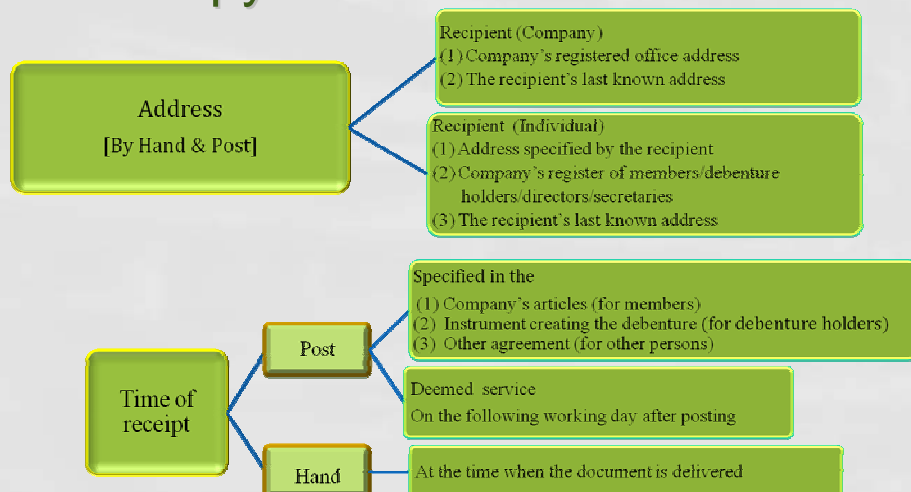 Recipient (Company)
(1) Company's registered office address
(2) The recipient's last known address
Address
[By Hand & Post]
Recipient (Individual)
(1) Address specified by the recipient
(2) Company's register of members/debenture
holders/directors/secretaries
(3) The recipient's last known address
Specified in the
(1) Company's articles (for members)
(2) Instrument creating the debenture (for debenture holders)
(3) Other agreement (for other persons)
Post
Deemed service
On the following working day after posting
Time of
receipt
Hand
At the time when the document is delivered